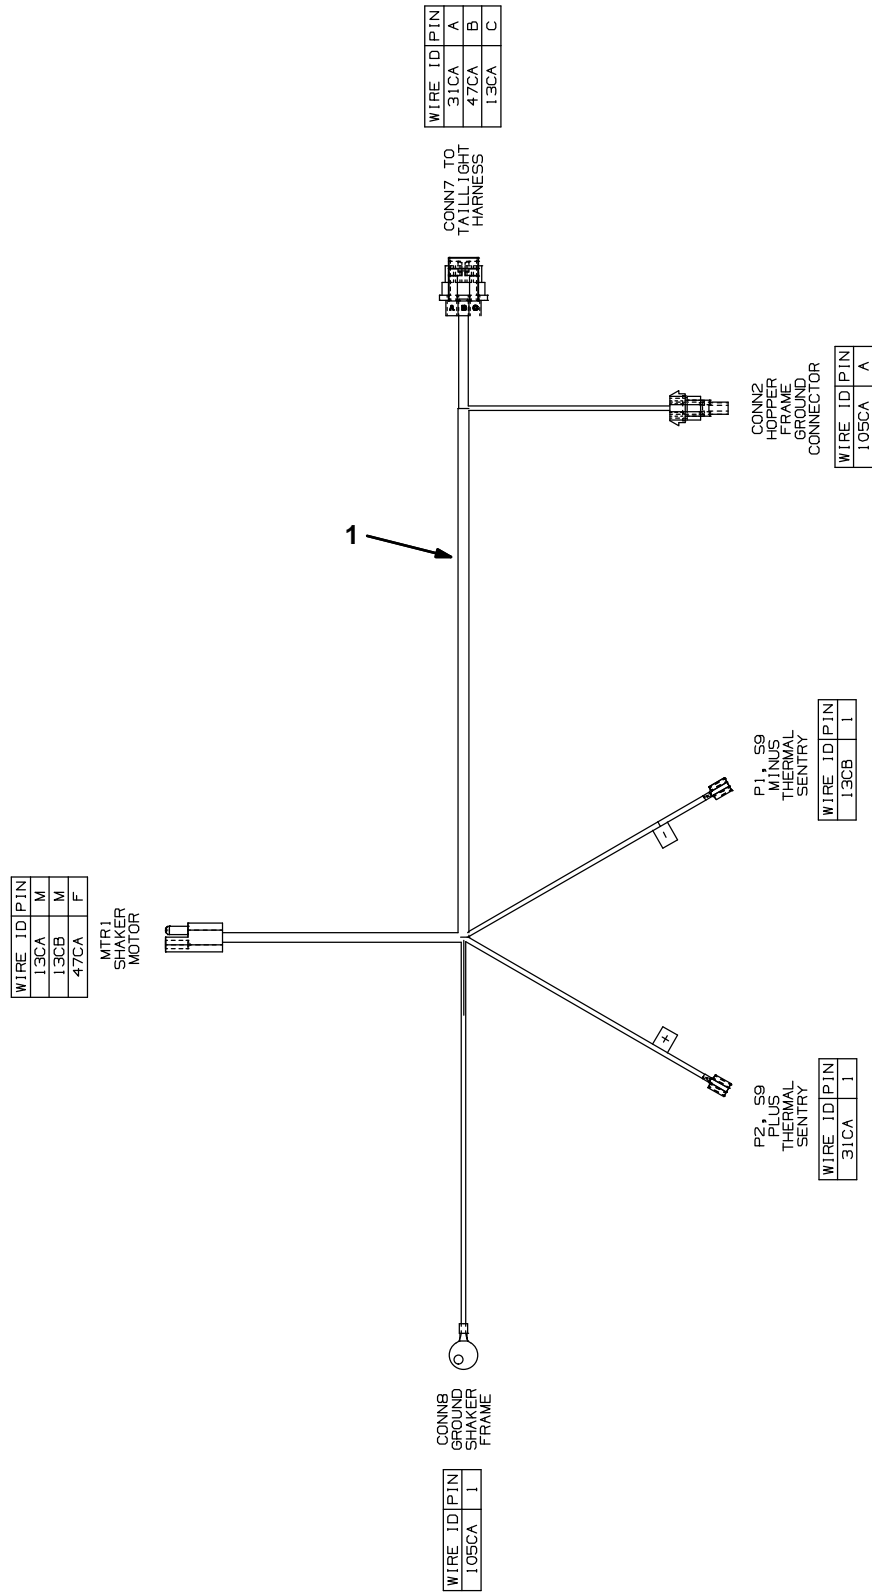 WIRE ID PIN
31CA A
47CA B
13CA C
CONN7 TO
TAILLIGHT
HARNESS
A B C
CONN2
HOPPER
FRAME
GROUND
CONNECTOR
WIRE ID PIN
105CA A
1
WIRE ID PIN
13CA M
13CB M
47CA F
MTR1
SHAKER
MOTOR
P1, S9
MINUS
THERMAL
SENTRY
WIRE ID PIN
13CB 1
-
+
P2, S9
PLUS
THERMAL
SENTRY
WIRE ID PIN
31CA 1
CONN8
GROUND
SHAKER
FRAME
WIRE ID PIN
105CA 1